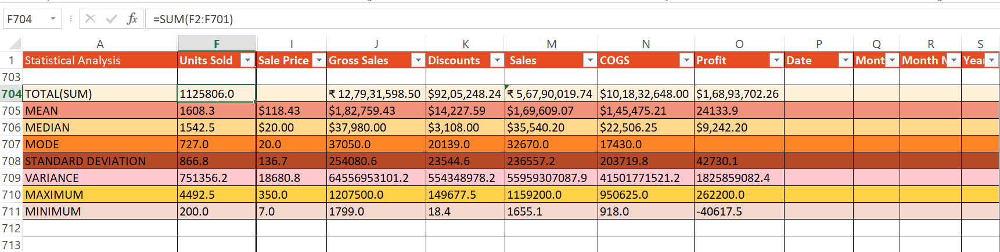 F704 fx =SUM(F2:F701)
A F I J K M N O P Q R S
1 Statistical Analysis Units Sold Sale Price Gross Sales Discounts Sales COGS Profit Date Mont Month Yea
703
704 TOTAL(SUM) 1125806.0 ₹ 12,79,31,598.50 $92,05,248.24 ₹ 5,67,90,019.74 $10,18,32,648.00 $1,68,93,702.26
705 MEAN 1608.3 $118.43 $1,82,759.43 $14,227.59 $1,69,609.07 $1,45,475.21 24133.9
706 MEDIAN 1542.5 $20.00 $37,980.00 $3,108.00 $35,540.20 $22,506.25 $9,242.20
707 MODE 727.0 20.0 37050.0 20139.0 32670.0 17430.0
708 STANDARD DEVIATION 866.8 136.7 254080.6 23544.6 236557.2 203719.8 42730.1
709 VARIANCE 751356.2 18680.8 64556953101.2 554348978.2 55959307087.9 41501771521.2 1825859082.4
710 MAXIMUM 4492.5 350.0 1207500.0 149677.5 1159200.0 950625.0 262200.0
711 MINIMUM 200.0 7.0 1799.0 18.4 1655.1 918.0 -40617.5
712
713